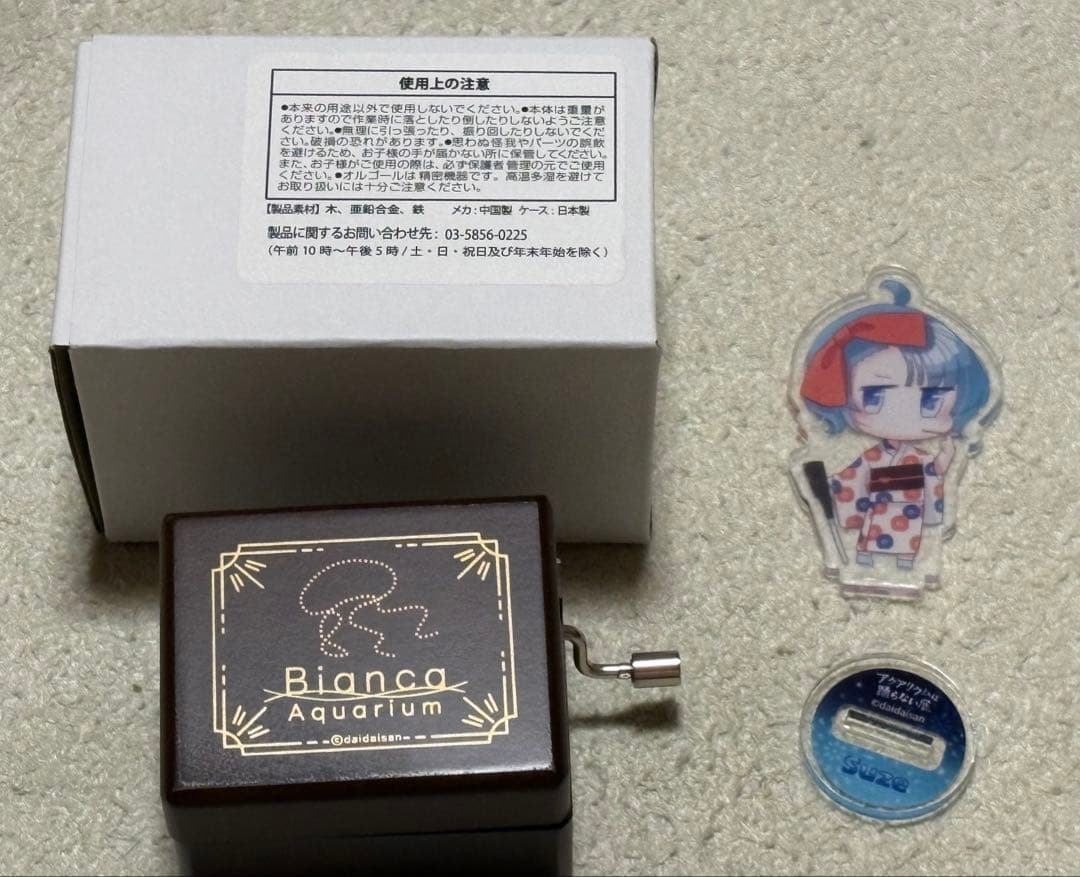 使用上の注意
●本来の用途以外で使用しないでください。●本体は重量が
ありますので作業時に落としたり倒したりしないようご注意
ください。●無理に引っ張ったり、振り回したりしないでくだ
さい。破損の恐れがあります。●思わぬ怪我やパーツの誤飲
を避けるため、お子様の手が届かない所に保管してください。
また、お子様がご使用の際は、必ず保護者管理の元でご使用
ください。●オルゴールは精密機器です。高温多湿を避けて
お取り扱いには十分ご注意ください。
【製品素材】木、亜鉛合金、鉄　メカ：中国製 ケース：日本製
製品に関するお問い合わせ先：03-5856-0225
（午前10時～午後5時/土・日・祝日及び年末年始を除く）
Bianca
Aquarium
©daidaisan
アクアリウムは
踊らない展
©daidaisan
Suze